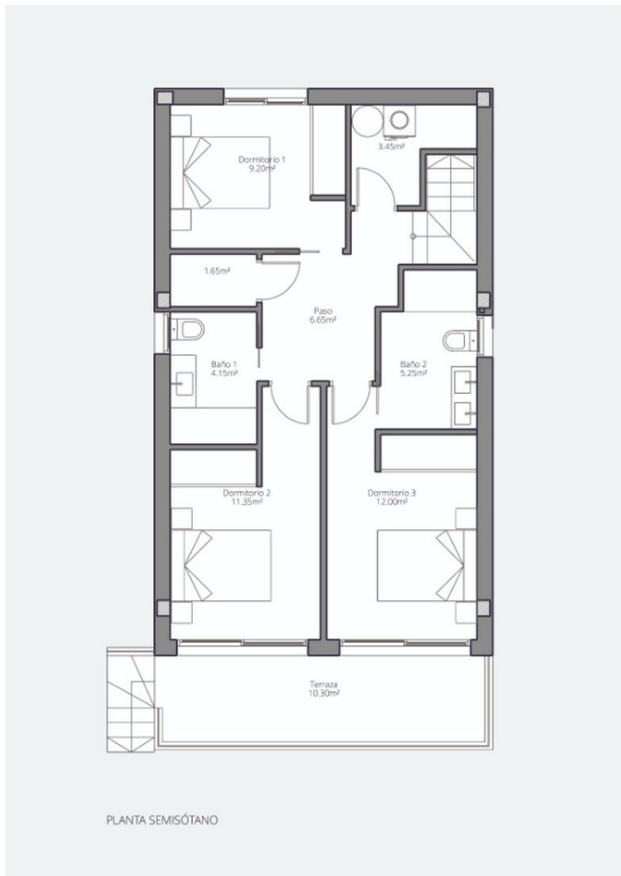 Dormitorio 1
9.20m²
Lav.
3.45m²
1.65m²
Paso
6.65m²
Baño 1
4.15m²
Baño 2
5.25m²
Dormitorio 2
11.35m²
Dormitorio 3
12.00m²
Terraza
10.30m²
PLANTA SEMISÓTANO